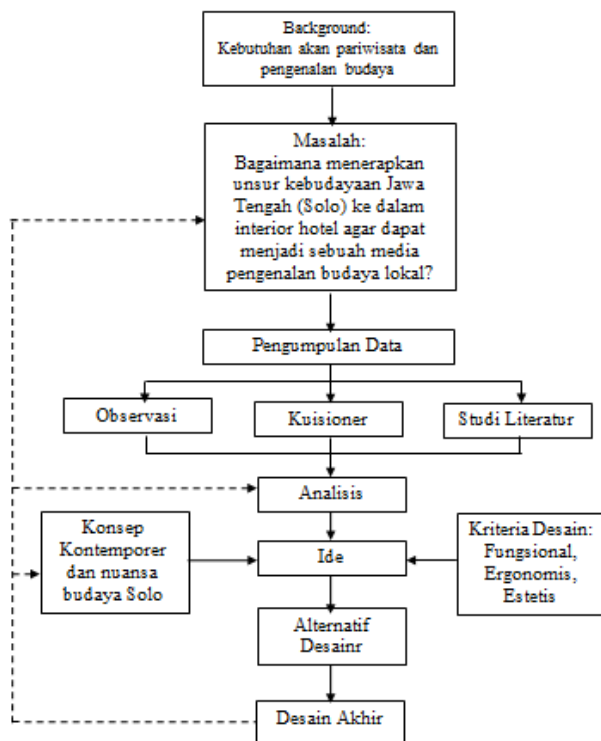 Background:
Kebutuhan akan pariwisata dan
pengenalan budaya
Masalah:
Bagaimana menerapkan
unsur kebudayaan Jawa
Tengah (Solo) ke dalam
interior hotel agar dapat
menjadi sebuah media
pengenalan budaya lokal?
Pengumpulan Data
Observasi
Kuisioner
Studi Literatur
Analisis
Konsep
Kontemporer
dan nuansa
budaya Solo
Ide
Kriteria Desain:
Fungsional,
Ergonomis,
Estetis
Alternatif
Desainr
Desain Akhir